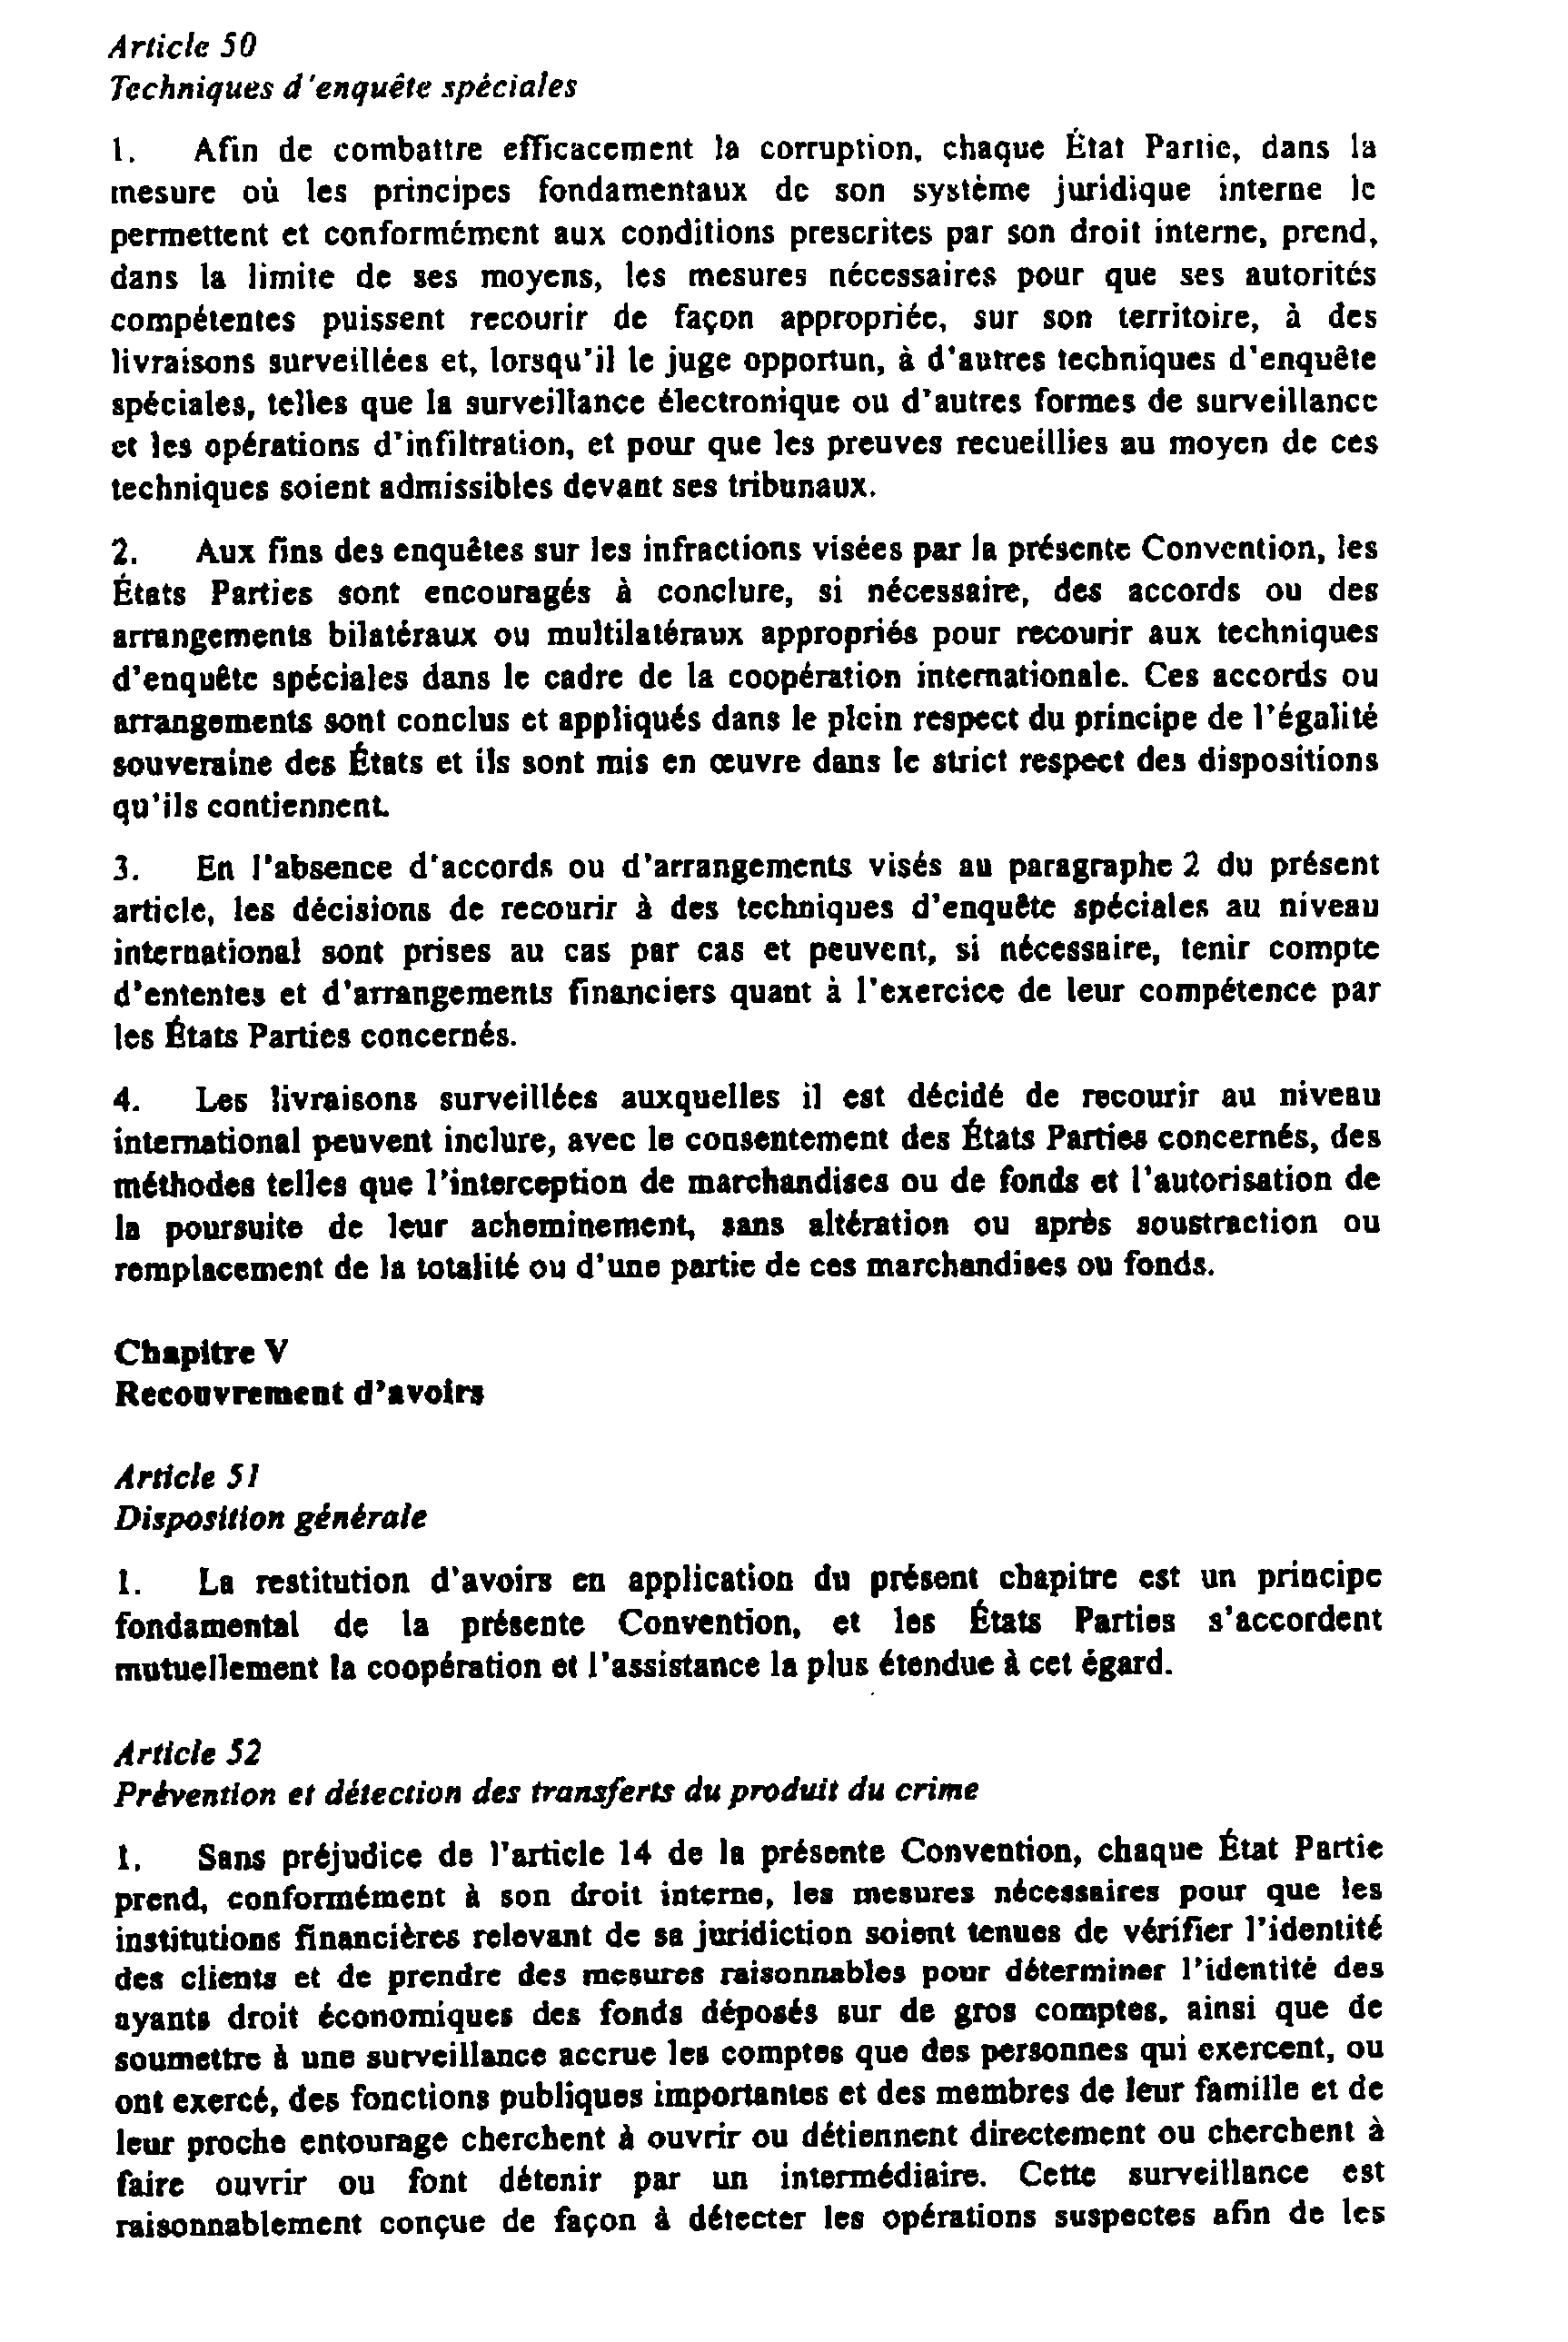 Article 50
Techniques d'enquête spéciales
1. Afin de combattre efficacement la corruption, chaque État Partie, dans la
mesure où les principes fondamentaux de son système juridique interne le
permettent et conformément aux conditions prescrites par son droit interne, prend,
dans la limite de ses moyens, les mesures nécessaires pour que ses autorités
compétentes puissent recourir de façon appropriée, sur son territoire, à des
livraisons surveillées et, lorsqu'il le juge opportun, à d'autres techniques d'enquête
spéciales, telles que la surveillance électronique ou d'autres formes de surveillance
et les opérations d'infiltration, et pour que les preuves recueillies au moyen de ces
techniques soient admissibles devant ses tribunaux.
2. Aux fins des enquêtes sur les infractions visées par la présente Convention, les
États Parties sont encouragés à conclure, si nécessaire, des accords ou des
arrangements bilatéraux ou multilatéraux appropriés pour recourir aux techniques
d'enquête spéciales dans le cadre de la coopération internationale. Ces accords ou
arrangements sont conclus et appliqués dans le plein respect du principe de l'égalité
souveraine des États et ils sont mis en œuvre dans le strict respect des dispositions
qu'ils contiennent.
3. En l'absence d'accords ou d'arrangements visés au paragraphe 2 du présent
article, les décisions de recourir à des techniques d'enquête spéciales au niveau
international sont prises au cas par cas et peuvent, si nécessaire, tenir compte
d'ententes et d'arrangements financiers quant à l'exercice de leur compétence par
les États Parties concernés.
4. Les livraisons surveillées auxquelles il est décidé de recourir au niveau
international peuvent inclure, avec le consentement des États Parties concernés, des
méthodes telles que l'interception de marchandises ou de fonds et l'autorisation de
la poursuite de leur acheminement, sans altération ou après soustraction ou
remplacement de la totalité ou d'une partie de ces marchandises ou fonds.
Chapitre V
Recouvrement d'avoirs
Article 51
Disposition générale
1. La restitution d'avoirs en application du présent chapitre est un principe
fondamental de la présente Convention, et les États Parties s'accordent
mutuellement la coopération et l'assistance la plus étendue à cet égard.
Article 52
Prévention et détection des transferts du produit du crime
1. Sans préjudice de l'article 14 de la présente Convention, chaque État Partie
prend, conformément à son droit interne, les mesures nécessaires pour que les
institutions financières relevant de sa juridiction soient tenues de vérifier l'identité
des clients et de prendre des mesures raisonnables pour déterminer l'identité des
ayants droit économiques des fonds déposés sur de gros comptes, ainsi que de
soumettre à une surveillance accrue les comptes que des personnes qui exercent, ou
ont exercé, des fonctions publiques importantes et des membres de leur famille et de
leur proche entourage cherchent à ouvrir ou détiennent directement ou cherchent à
faire ouvrir ou font détenir par un intermédiaire. Cette surveillance est
raisonnablement conçue de façon à détecter les opérations suspectes afin de les